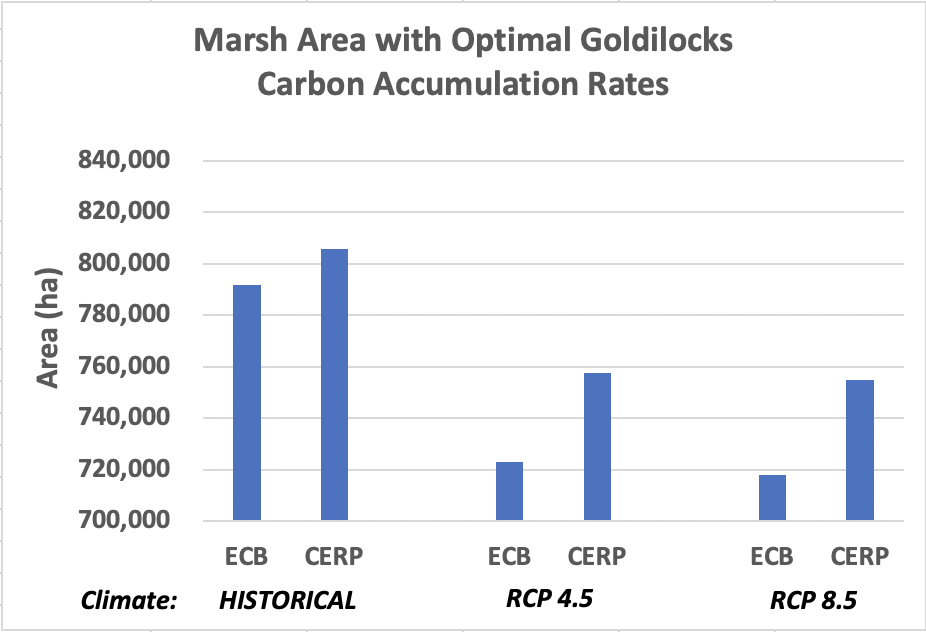 Marsh Area with Optimal Goldilocks
Carbon Accumulation Rates
840,000
820,000
800,000
780,000
760,000
740,000
720,000
700,000
Area (ha)
ECB CERP ECB CERP ECB CERP
Climate: HISTORICAL RCP 4.5 RCP 8.5